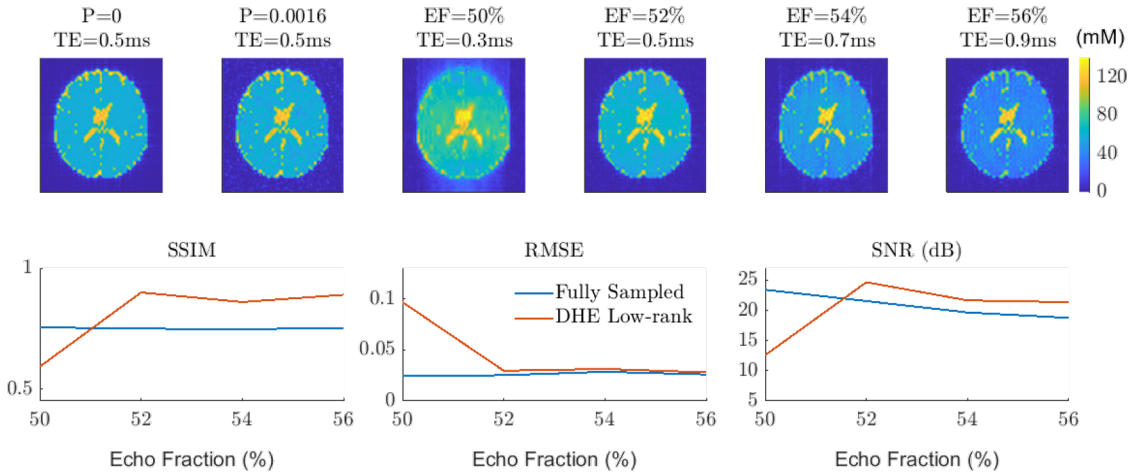 P=0
TE=0.5ms
P=0.0016
TE=0.5ms
EF=50%
TE=0.3ms
EF=52%
TE=0.5ms
EF=54%
TE=0.7ms
EF=56%
TE=0.9ms
(mM)
120
80
40
0
SSIM
1
0.5
50
52
54
56
Echo Fraction (%)
RMSE
0.1
0.05
0
Fully Sampled
DHE Low-rank
50
52
54
56
Echo Fraction (%)
SNR (dB)
25
20
15
10
5
50
52
54
56
Echo Fraction (%)